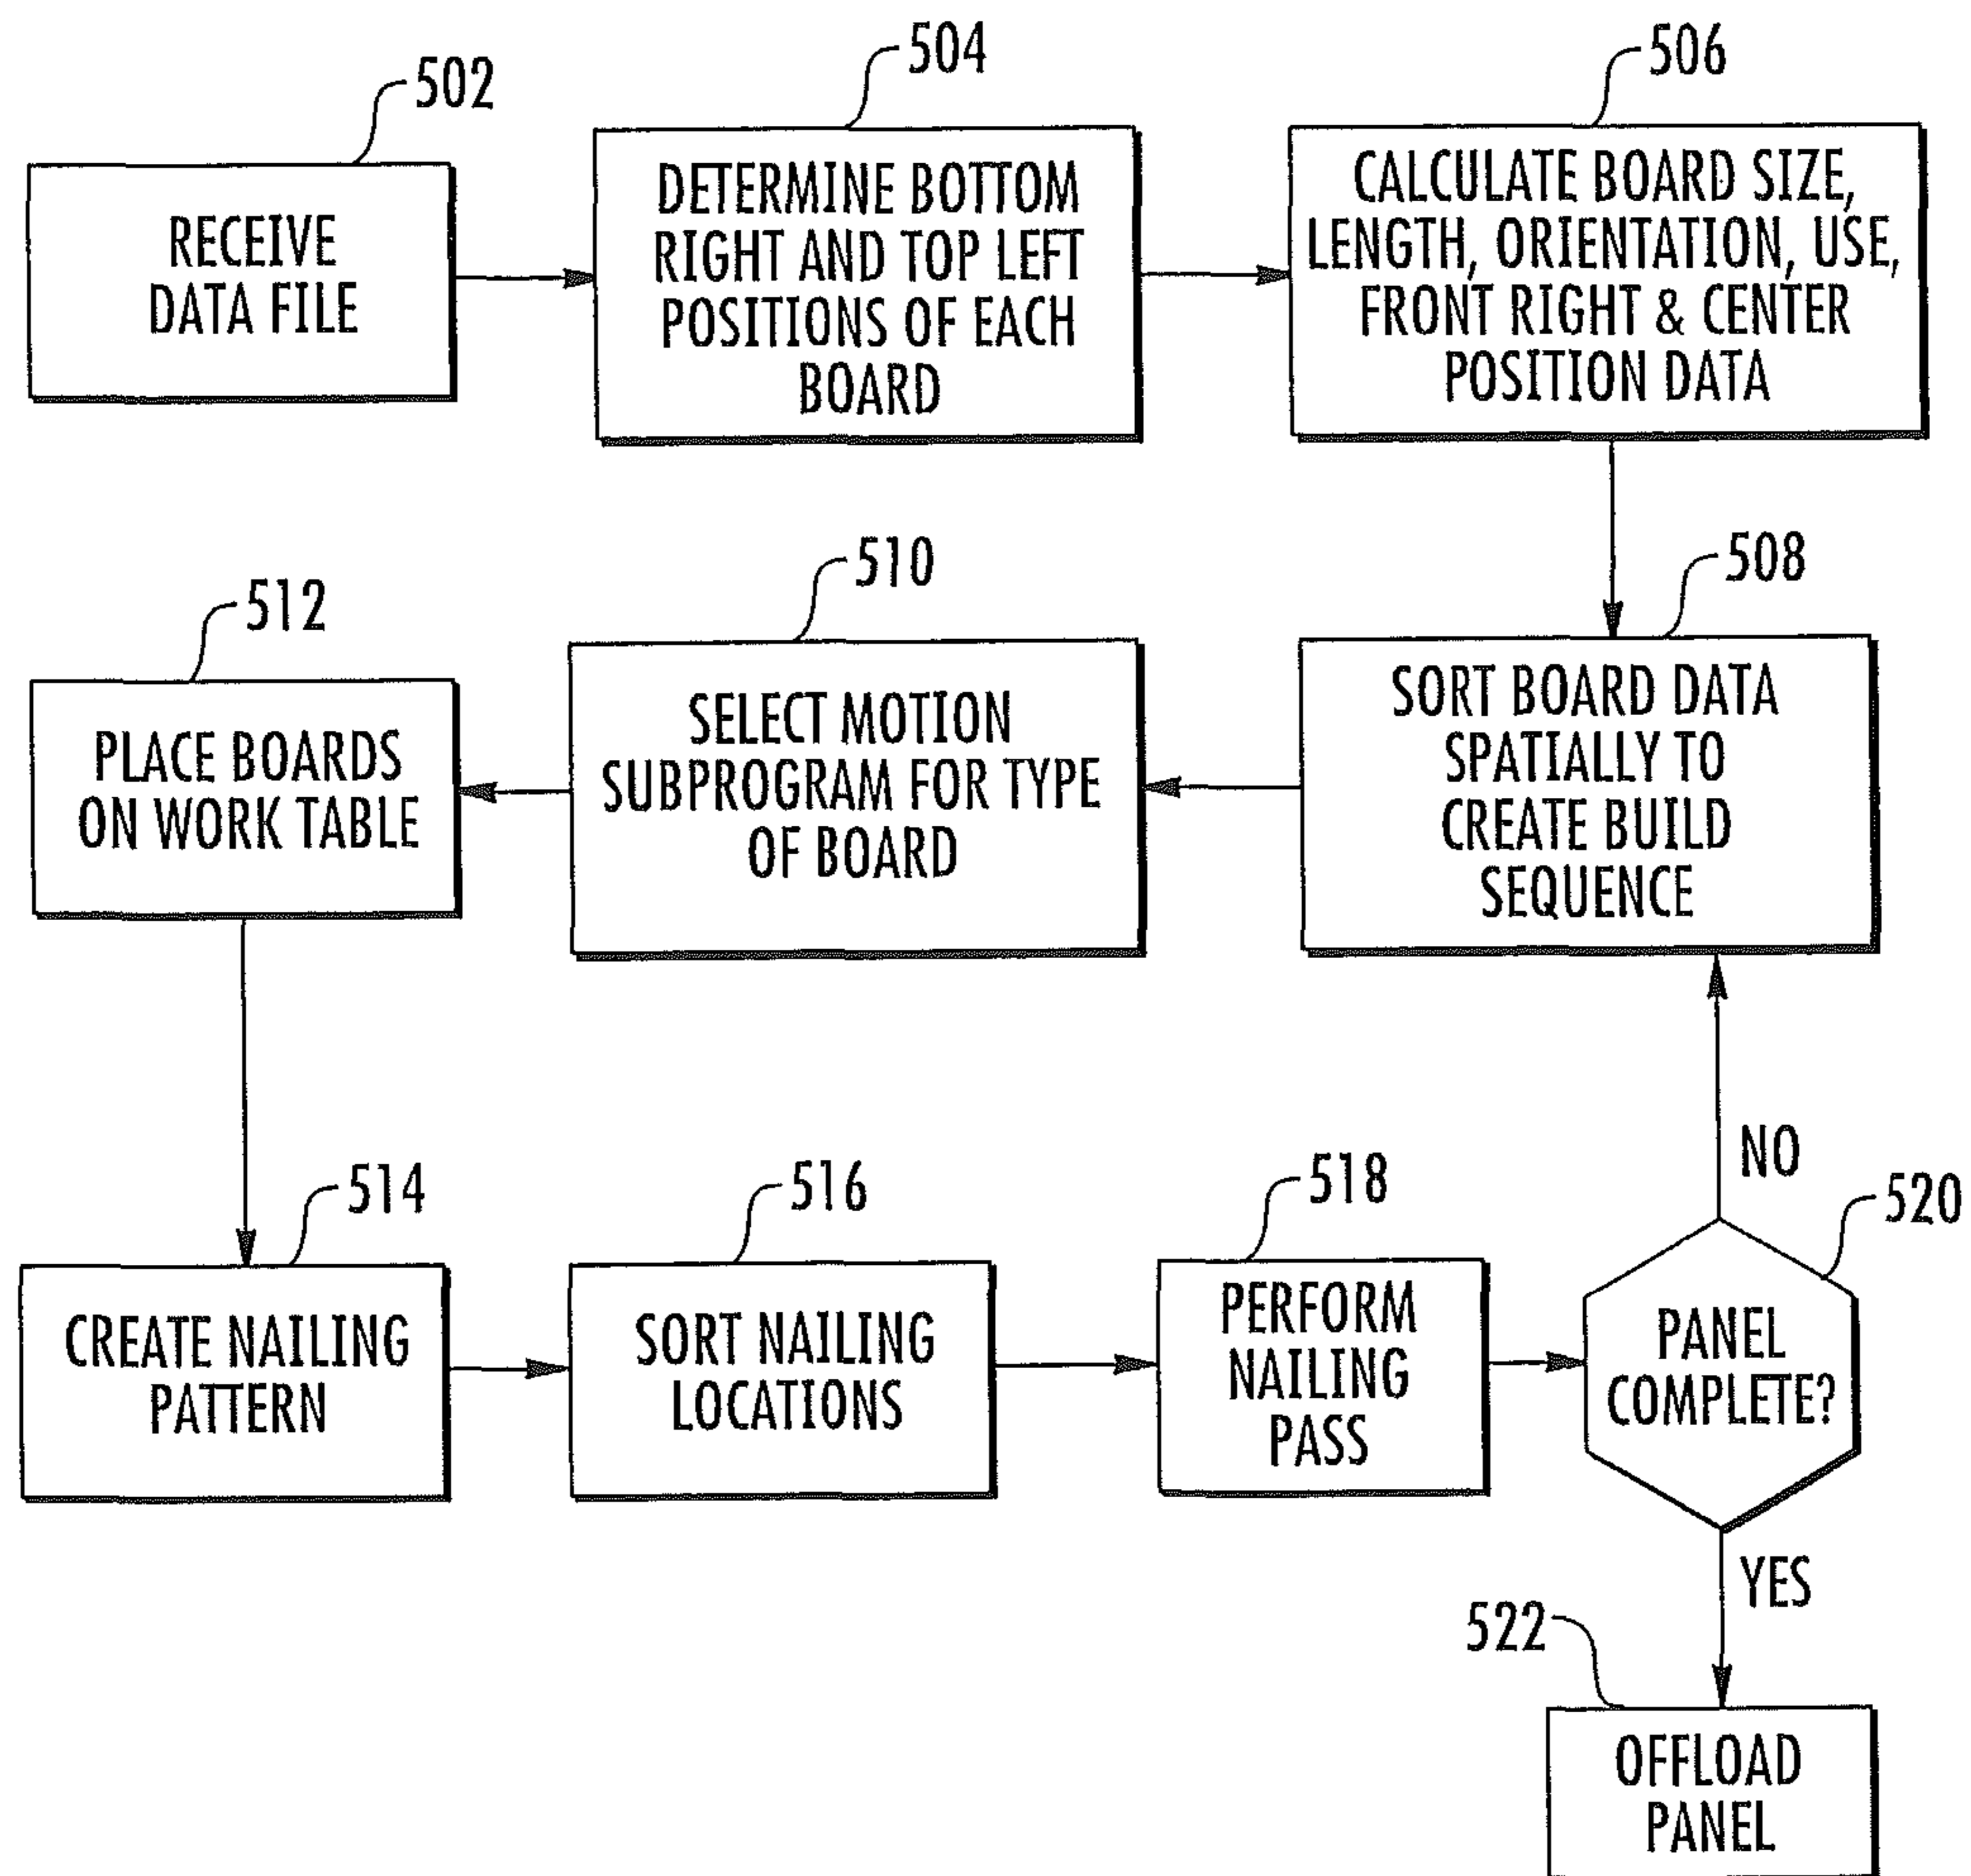 502
RECEIVE
DATA FILE
504
DETERMINE BOTTOM
RIGHT AND TOP LEFT
POSITIONS OF EACH
BOARD
506
CALCULATE BOARD SIZE,
LENGTH, ORIENTATION, USE,
FRONT RIGHT & CENTER
POSITION DATA
508
SORT BOARD DATA
SPATIALLY TO
CREATE BUILD
SEQUENCE
510
SELECT MOTION
SUBPROGRAM FOR TYPE
OF BOARD
512
PLACE BOARDS
ON WORK TABLE
514
CREATE NAILING
PATTERN
516
SORT NAILING
LOCATIONS
518
PERFORM
NAILING
PASS
520
PANEL
COMPLETE?
NO
YES
522
OFFLOAD
PANEL